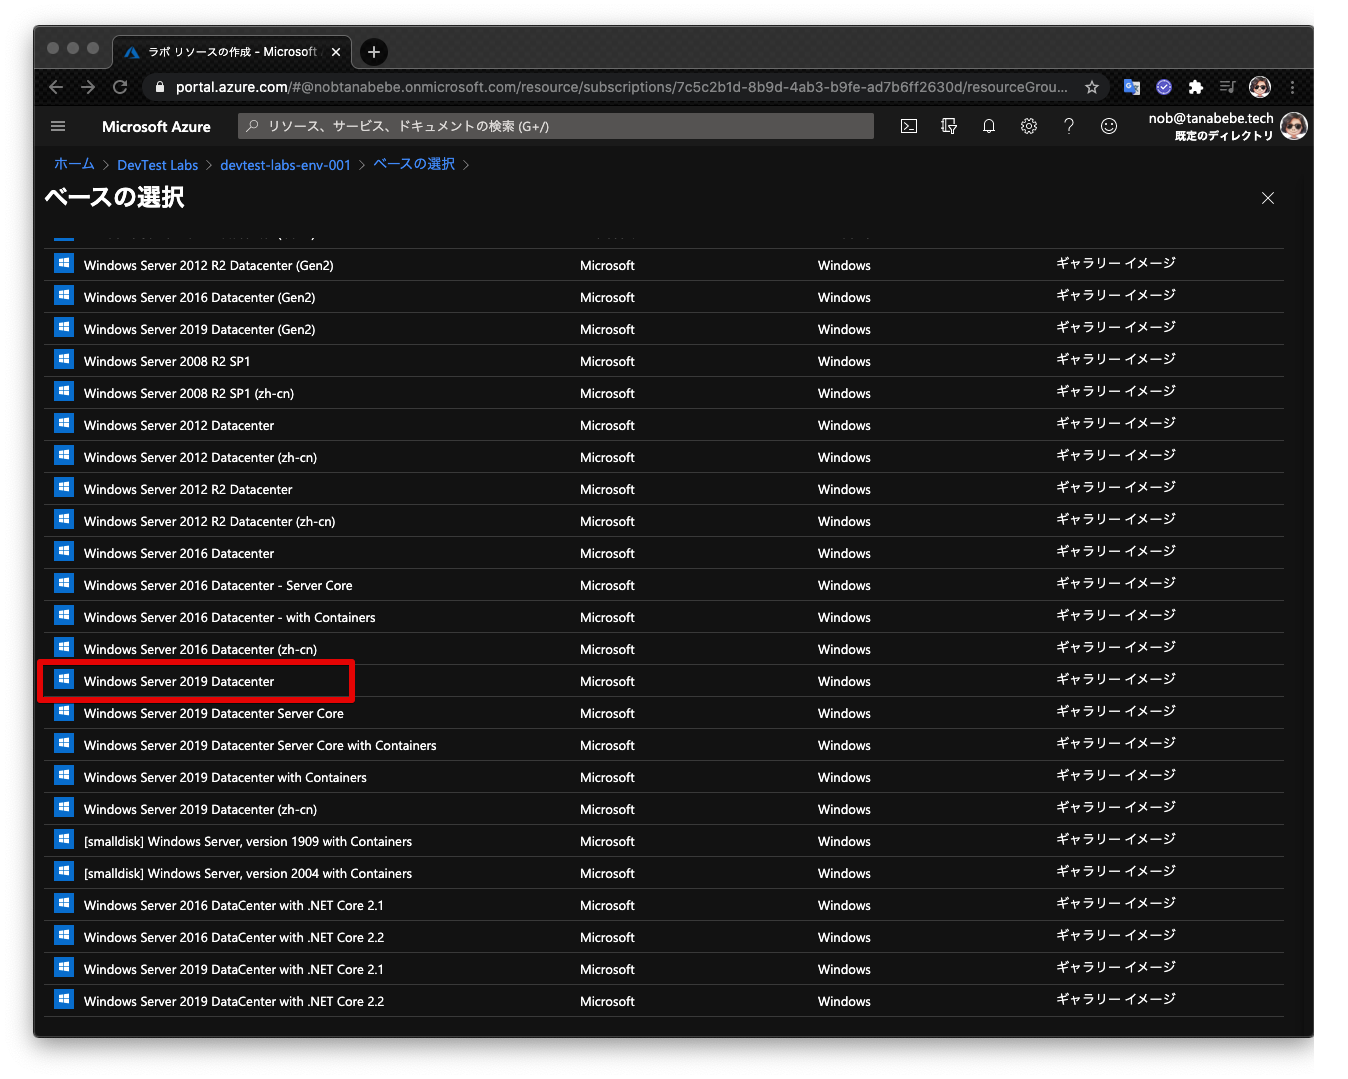 ラボ リソースの作成 - Microsoft
portal.azure.com/#@nobtanabebe.onmicrosoft.com/resource/subscriptions/7c5c2b1d-8b9d-4ab3-b9fe-ad7b6ff2630d/resourceGrou...
Microsoft Azure
リソース、サービス、ドキュメントの検索 (G+/)
nob@tanabebe.tech
既定のディレクトリ
ホーム > DevTest Labs > devtest-labs-env-001 > ベースの選択 >
ベースの選択
Windows Server 2012 R2 Datacenter (Gen2) Microsoft Windows ギャラリー イメージ
Windows Server 2016 Datacenter (Gen2) Microsoft Windows ギャラリー イメージ
Windows Server 2019 Datacenter (Gen2) Microsoft Windows ギャラリー イメージ
Windows Server 2008 R2 SP1 Microsoft Windows ギャラリー イメージ
Windows Server 2008 R2 SP1 (zh-cn) Microsoft Windows ギャラリー イメージ
Windows Server 2012 Datacenter Microsoft Windows ギャラリー イメージ
Windows Server 2012 Datacenter (zh-cn) Microsoft Windows ギャラリー イメージ
Windows Server 2012 R2 Datacenter Microsoft Windows ギャラリー イメージ
Windows Server 2012 R2 Datacenter (zh-cn) Microsoft Windows ギャラリー イメージ
Windows Server 2016 Datacenter Microsoft Windows ギャラリー イメージ
Windows Server 2016 Datacenter - Server Core Microsoft Windows ギャラリー イメージ
Windows Server 2016 Datacenter - with Containers Microsoft Windows ギャラリー イメージ
Windows Server 2016 Datacenter (zh-cn) Microsoft Windows ギャラリー イメージ
Windows Server 2019 Datacenter Microsoft Windows ギャラリー イメージ
Windows Server 2019 Datacenter Server Core Microsoft Windows ギャラリー イメージ
Windows Server 2019 Datacenter Server Core with Containers Microsoft Windows ギャラリー イメージ
Windows Server 2019 Datacenter with Containers Microsoft Windows ギャラリー イメージ
Windows Server 2019 Datacenter (zh-cn) Microsoft Windows ギャラリー イメージ
[smalldisk] Windows Server, version 1909 with Containers Microsoft Windows ギャラリー イメージ
[smalldisk] Windows Server, version 2004 with Containers Microsoft Windows ギャラリー イメージ
Windows Server 2016 DataCenter with .NET Core 2.1 Microsoft Windows ギャラリー イメージ
Windows Server 2016 DataCenter with .NET Core 2.2 Microsoft Windows ギャラリー イメージ
Windows Server 2019 DataCenter with .NET Core 2.1 Microsoft Windows ギャラリー イメージ
Windows Server 2019 DataCenter with .NET Core 2.2 Microsoft Windows ギャラリー イメージ